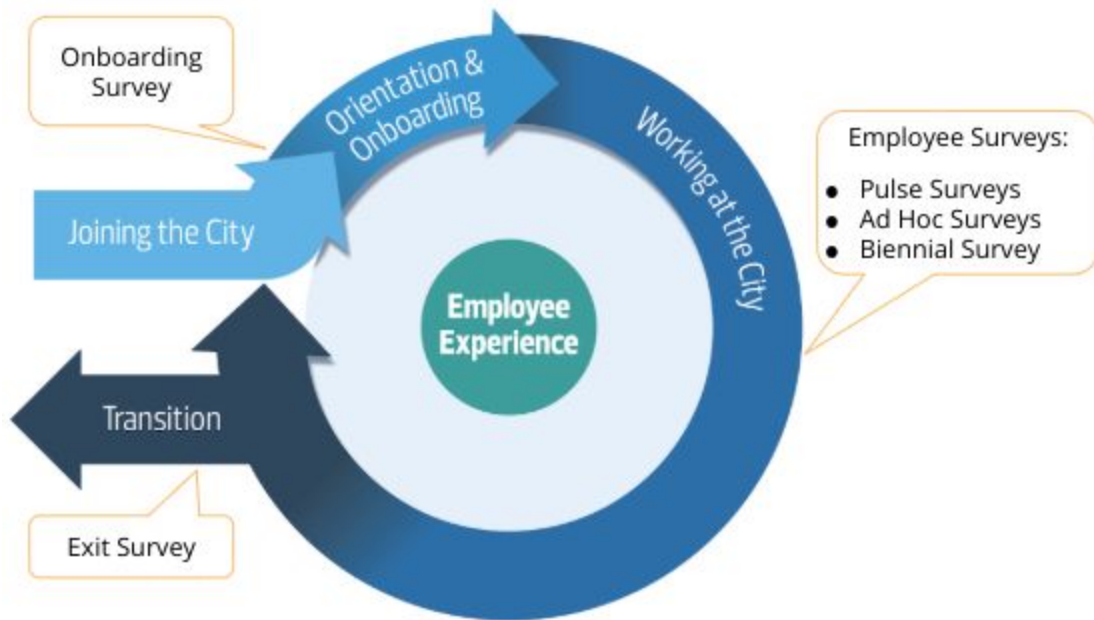 Onboarding
Survey
Orientation &
Onboarding
Joining the City
Working at the City
Employee Surveys:
● Pulse Surveys
● Ad Hoc Surveys
● Biennial Survey
Employee
Experience
Transition
Exit Survey